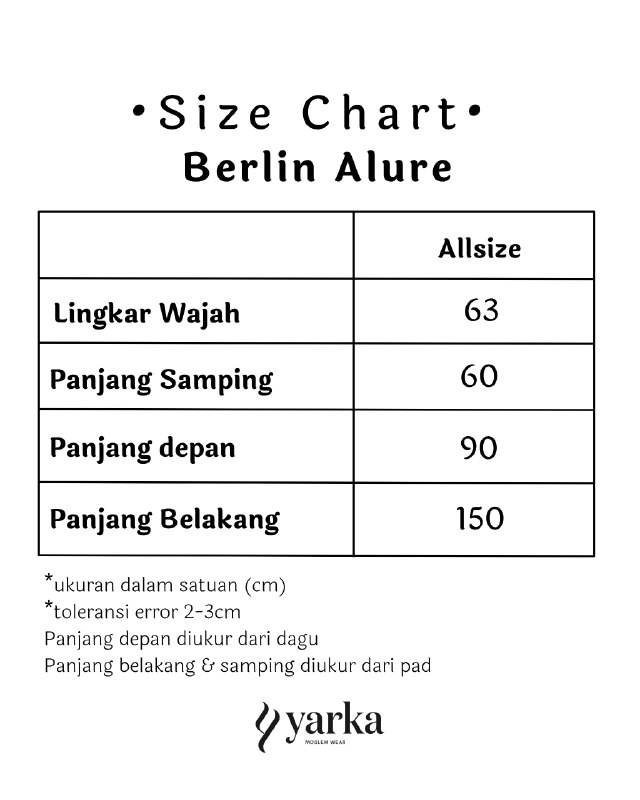 •Size Chart•
Berlin Alure
Allsize
Lingkar Wajah 63
Panjang Samping 60
Panjang depan 90
Panjang Belakang 150
*ukuran dalam satuan (cm)
*toleransi error 2-3cm
Panjang depan diukur dari dagu
Panjang belakang & samping diukur dari pad
yarka
MOSLEM WEAR